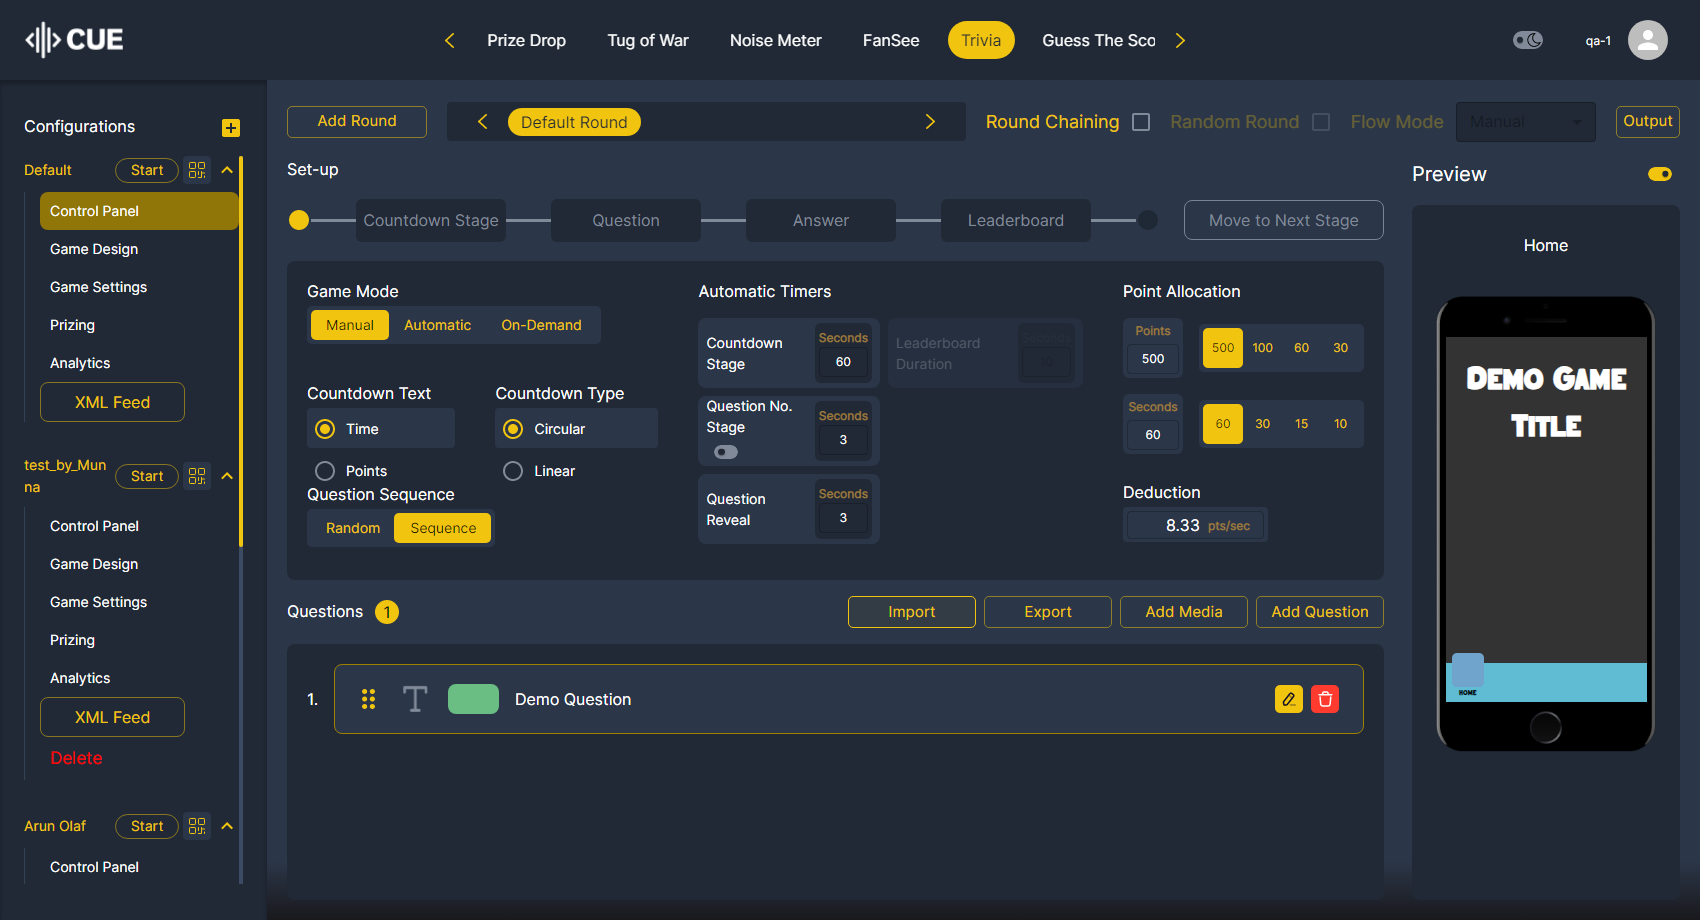 CUE
Prize Drop
Tug of War
Noise Meter
FanSee
Trivia
Guess The Sco
qa-1
Configurations
Default
Start
Control Panel
Game Design
Game Settings
Prizing
Analytics
XML Feed
test_by_Mun
na
Start
Control Panel
Game Design
Game Settings
Prizing
Analytics
XML Feed
Delete
Arun Olaf
Start
Control Panel
Add Round
Default Round
Round Chaining
Random Round
Flow Mode
Manual
Output
Set-up
Countdown Stage
Question
Answer
Leaderboard
Move to Next Stage
Game Mode
Manual
Automatic
On-Demand
Countdown Text
Time
Points
Countdown Type
Circular
Linear
Question Sequence
Random
Sequence
Automatic Timers
Countdown
Stage
Seconds
60
Leaderboard
Duration
Seconds
10
Question No.
Stage
Seconds
3
Question
Reveal
Seconds
3
Point Allocation
Points
500
500
100
60
30
Seconds
60
60
30
15
10
Deduction
8.33 pts/sec
Questions 1
Import
Export
Add Media
Add Question
1.
T
Demo Question
Preview
Home
Demo Game
Title
HOME